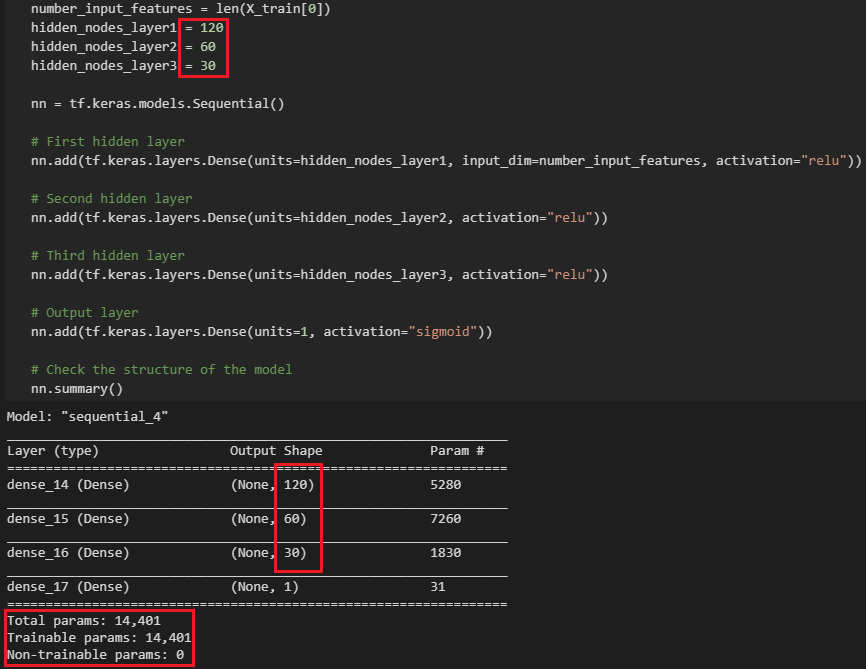 number_input_features = len(X_train[0])
hidden_nodes_layer1 = 120
hidden_nodes_layer2 = 60
hidden_nodes_layer3 = 30
nn = tf.keras.models.Sequential()
# First hidden layer
nn.add(tf.keras.layers.Dense(units=hidden_nodes_layer1, input_dim=number_input_features, activation="relu"))
# Second hidden layer
nn.add(tf.keras.layers.Dense(units=hidden_nodes_layer2, activation="relu"))
# Third hidden layer
nn.add(tf.keras.layers.Dense(units=hidden_nodes_layer3, activation="relu"))
# Output layer
nn.add(tf.keras.layers.Dense(units=1, activation="sigmoid"))
# Check the structure of the model
nn.summary()
Model: "sequential_4"
Layer (type) Output Shape Param #
dense_14 (Dense) (None, 120) 5280
dense_15 (Dense) (None, 60) 7260
dense_16 (Dense) (None, 30) 1830
dense_17 (Dense) (None, 1) 31
Total params: 14,401
Trainable params: 14,401
Non-trainable params: 0